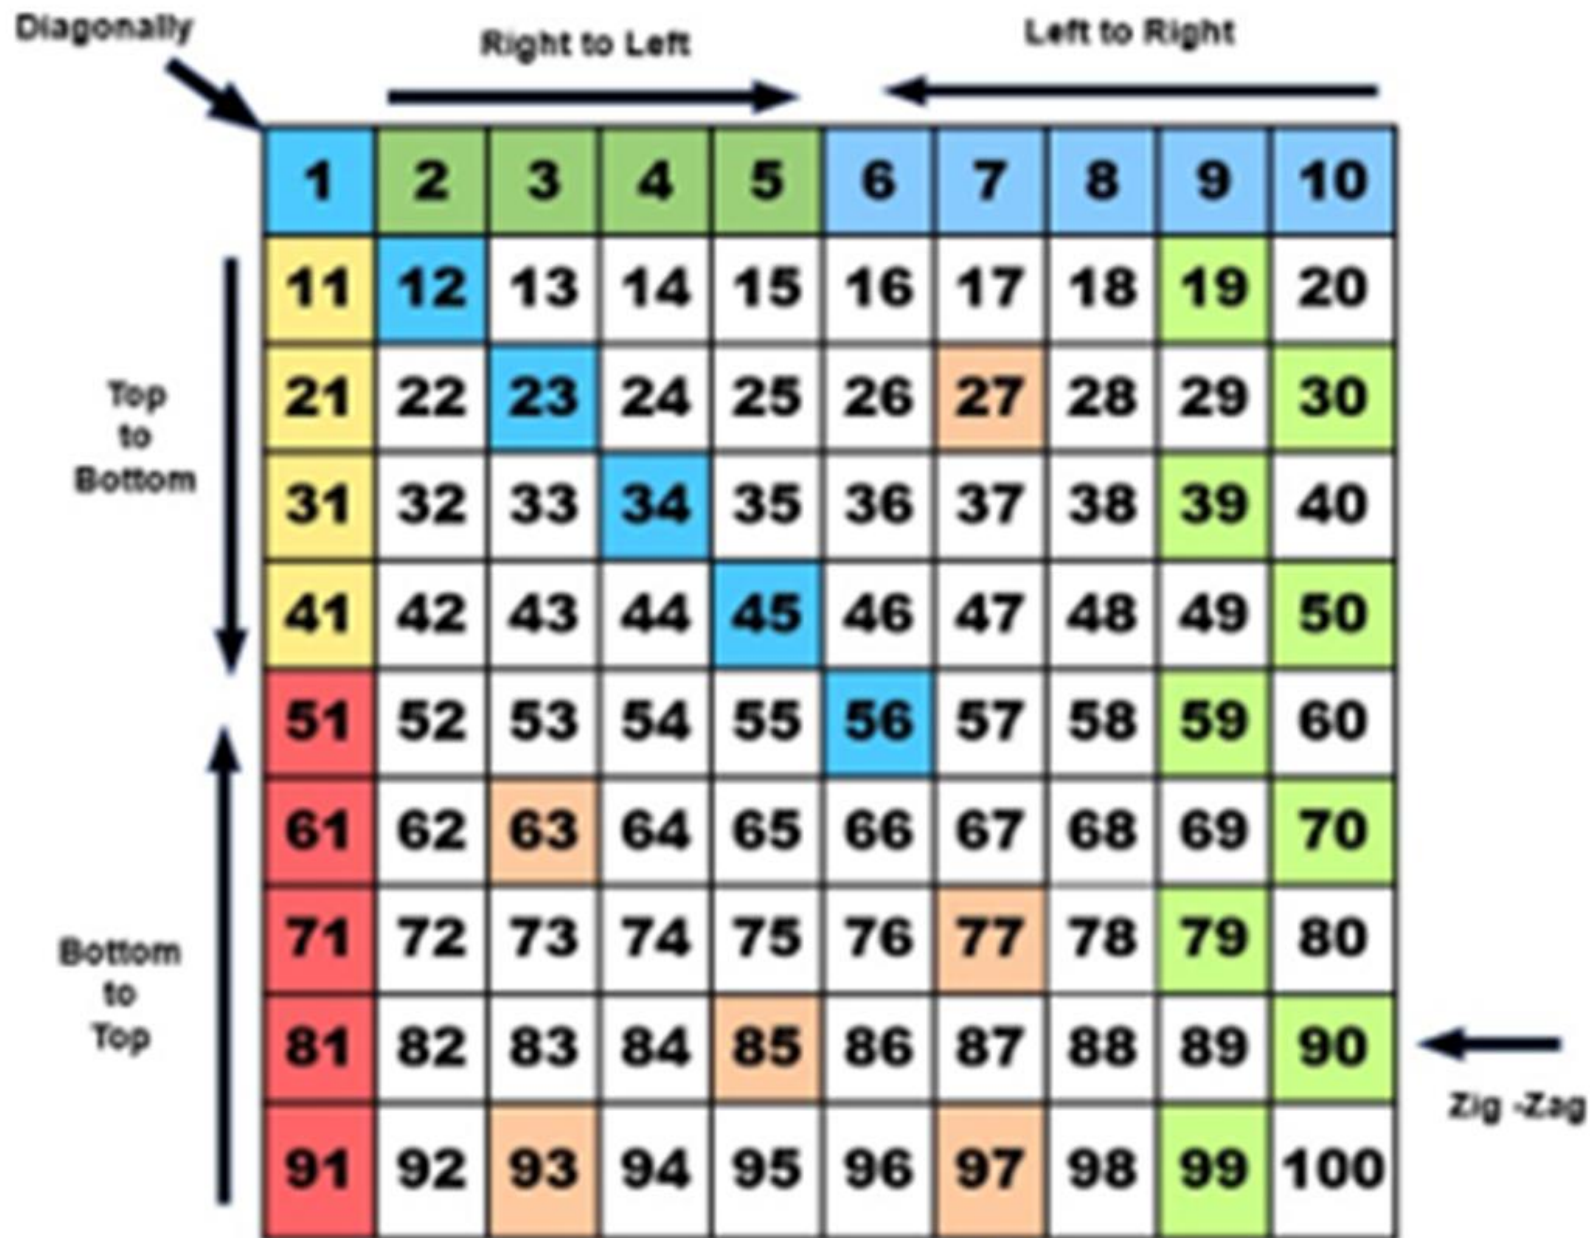 Diagonally
Right to Left
Left to Right
1 2 3 4 5 6 7 8 9 10
11 12 13 14 15 16 17 18 19 20
21 22 23 24 25 26 27 28 29 30
31 32 33 34 35 36 37 38 39 40
41 42 43 44 45 46 47 48 49 50
51 52 53 54 55 56 57 58 59 60
61 62 63 64 65 66 67 68 69 70
71 72 73 74 75 76 77 78 79 80
81 82 83 84 85 86 87 88 89 90
91 92 93 94 95 96 97 98 99 100
Top
to
Bottom
Bottom
to
Top
Zig -Zag